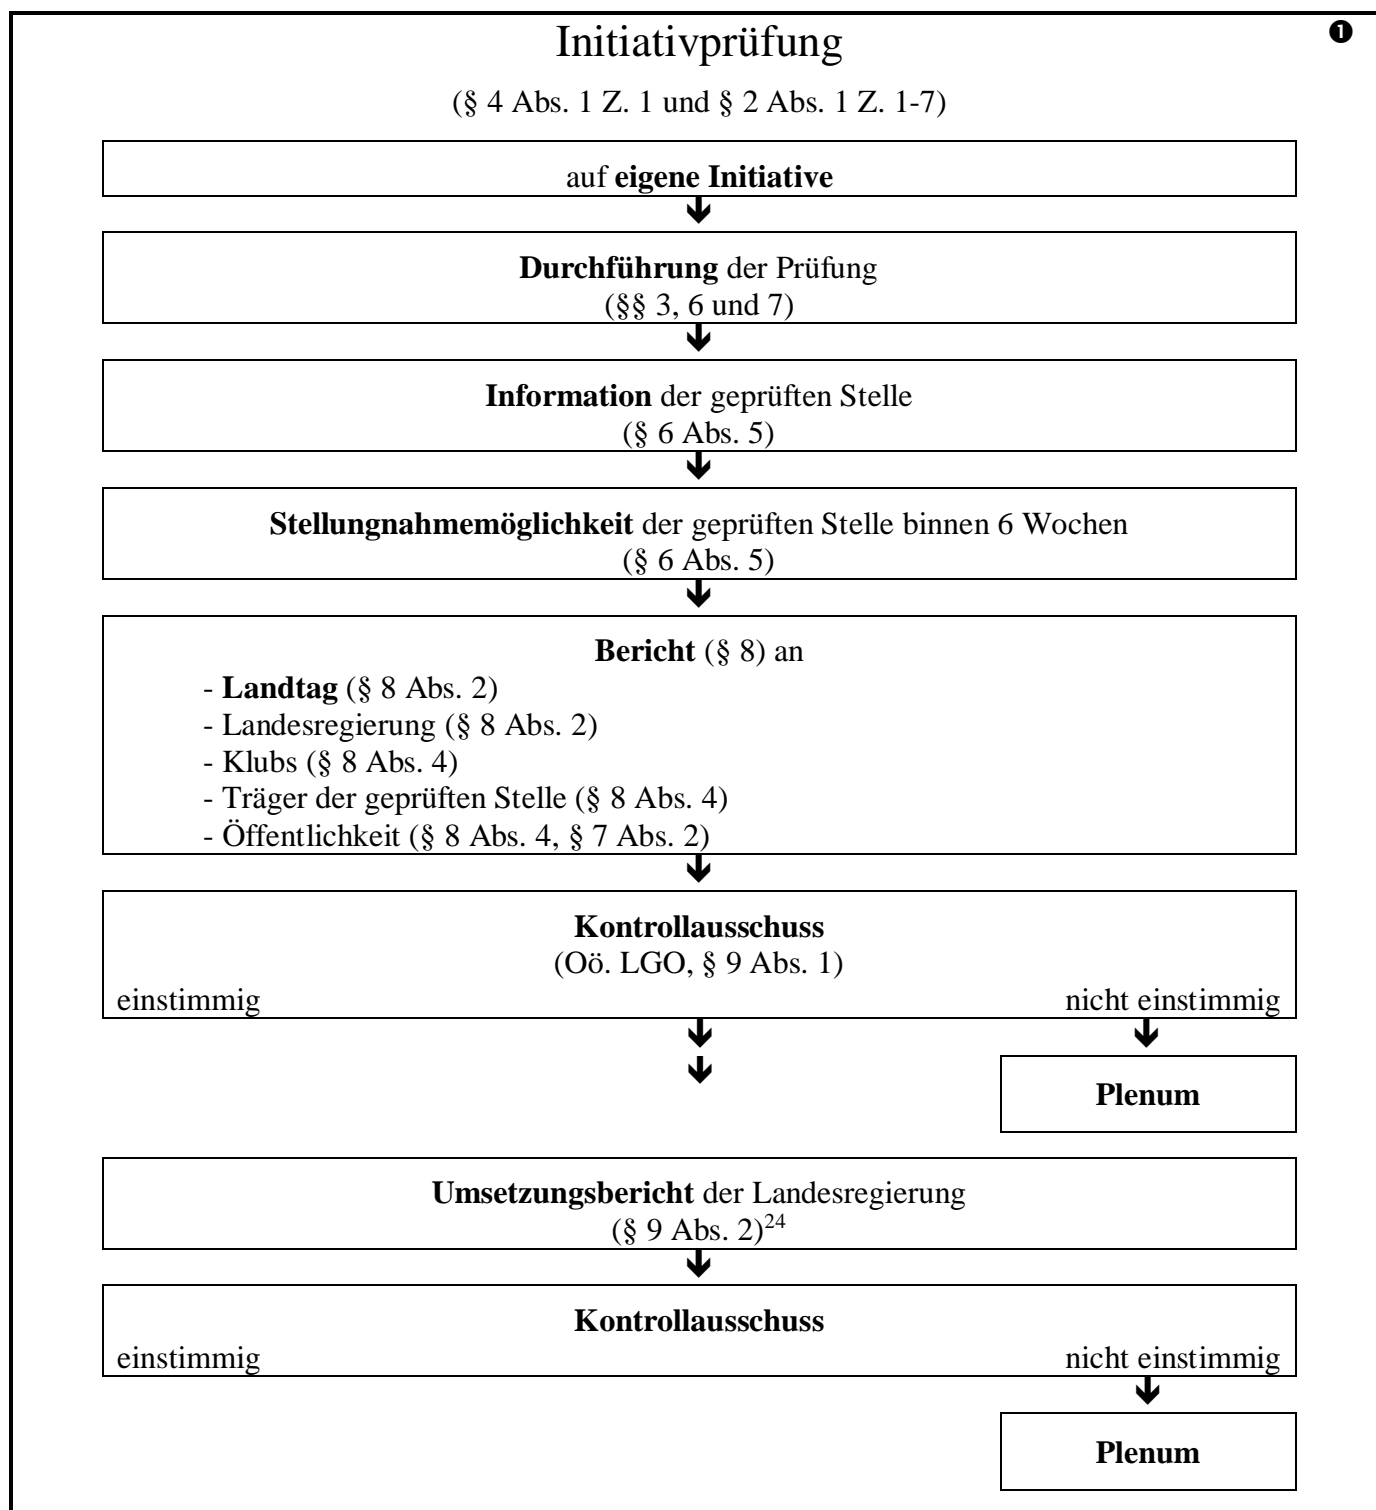 Initiativprüfung
❶
(§ 4 Abs. 1 Z. 1 und § 2 Abs. 1 Z. 1-7)
auf eigene Initiative
Durchführung der Prüfung
(§§ 3, 6 und 7)
Information der geprüften Stelle
(§ 6 Abs. 5)
Stellungnahmemöglichkeit der geprüften Stelle binnen 6 Wochen
(§ 6 Abs. 5)
Bericht (§ 8) an
- Landtag (§ 8 Abs. 2)
- Landesregierung (§ 8 Abs. 2)
- Klubs (§ 8 Abs. 4)
- Träger der geprüften Stelle (§ 8 Abs. 4)
- Öffentlichkeit (§ 8 Abs. 4, § 7 Abs. 2)
Kontrollausschuss
(Oö. LGO, § 9 Abs. 1)
einstimmig nicht einstimmig
Plenum
Umsetzungsbericht der Landesregierung
(§ 9 Abs. 2)24
Kontrollausschuss
einstimmig nicht einstimmig
Plenum